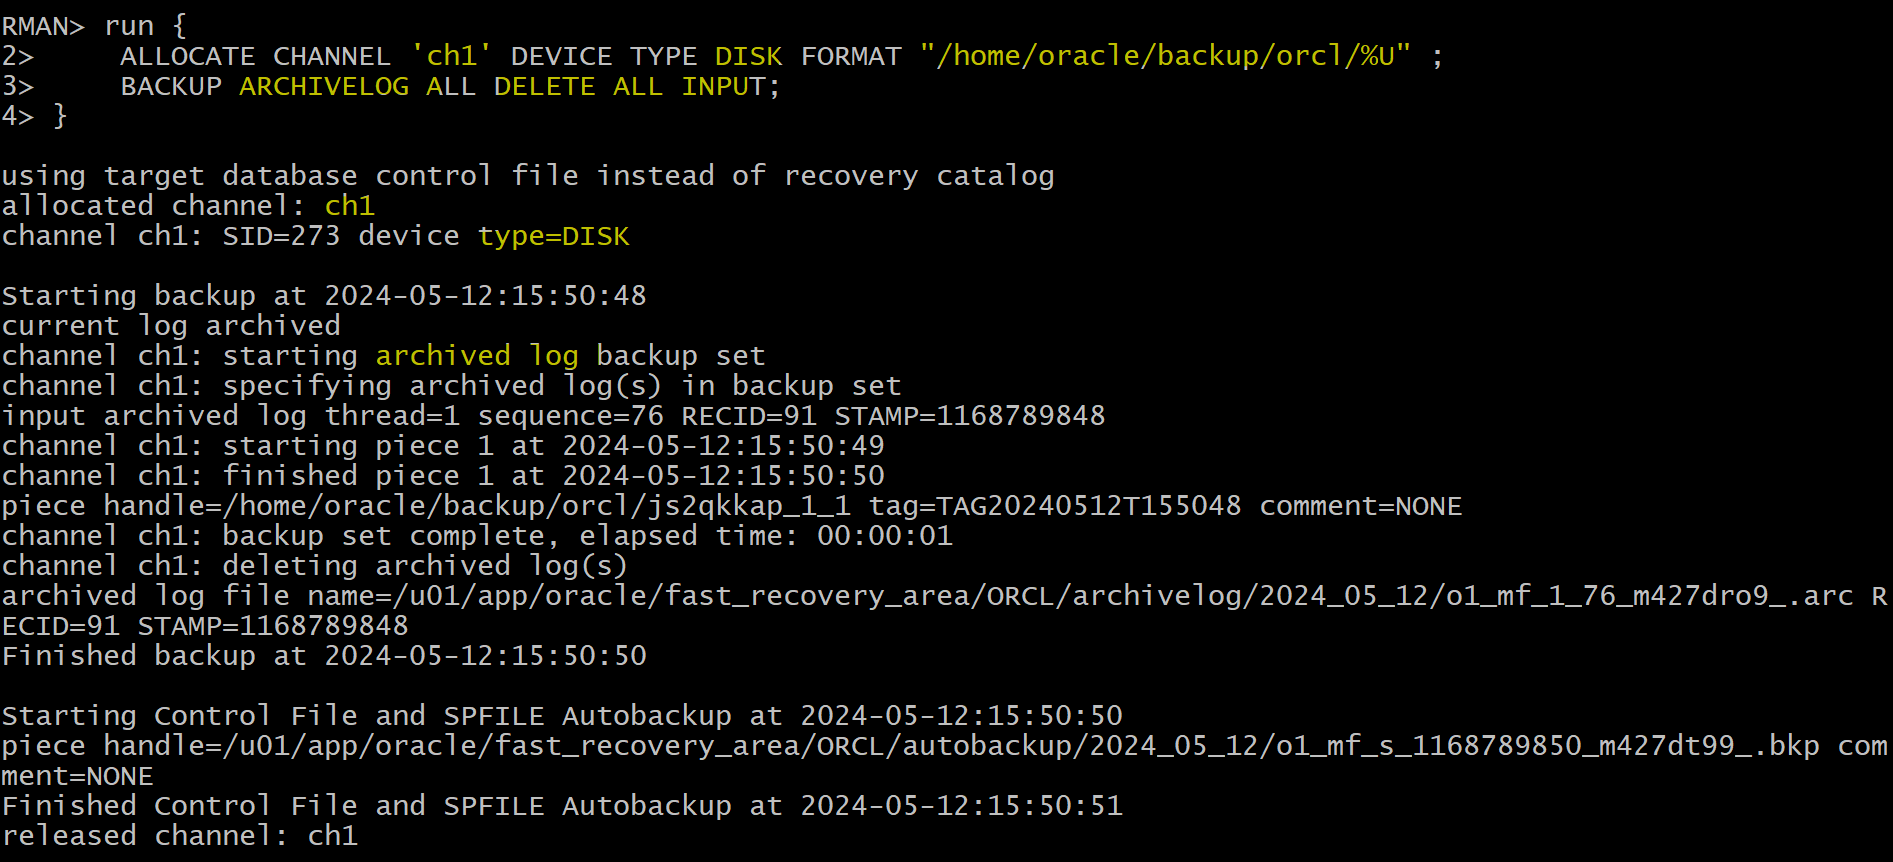 RMAN> run {
2>     ALLOCATE CHANNEL 'ch1' DEVICE TYPE DISK FORMAT "/home/oracle/backup/orcl/%U" ;
3>     BACKUP ARCHIVELOG ALL DELETE ALL INPUT;
4> }
using target database control file instead of recovery catalog
allocated channel: ch1
channel ch1: SID=273 device type=DISK
Starting backup at 2024-05-12:15:50:48
current log archived
channel ch1: starting archived log backup set
channel ch1: specifying archived log(s) in backup set
input archived log thread=1 sequence=76 RECID=91 STAMP=1168789848
channel ch1: starting piece 1 at 2024-05-12:15:50:49
channel ch1: finished piece 1 at 2024-05-12:15:50:50
piece handle=/home/oracle/backup/orcl/js2qkkap_1_1 tag=TAG20240512T155048 comment=NONE
channel ch1: backup set complete, elapsed time: 00:00:01
channel ch1: deleting archived log(s)
archived log file name=/u01/app/oracle/fast_recovery_area/ORCL/archivelog/2024_05_12/o1_mf_1_76_m427dro9_.arc R
ECID=91 STAMP=1168789848
Finished backup at 2024-05-12:15:50:50
Starting Control File and SPFILE Autobackup at 2024-05-12:15:50:50
piece handle=/u01/app/oracle/fast_recovery_area/ORCL/autobackup/2024_05_12/o1_mf_s_1168789850_m427dt99_.bkp com
ment=NONE
Finished Control File and SPFILE Autobackup at 2024-05-12:15:50:51
released channel: ch1